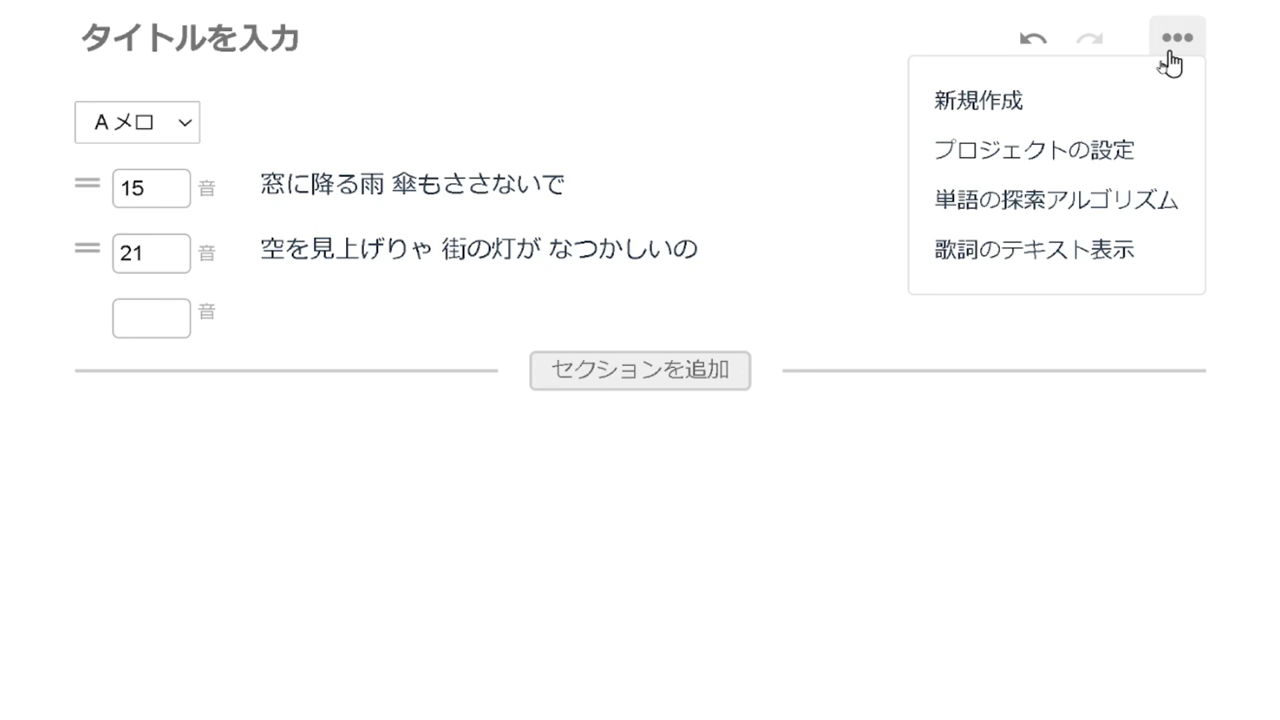 タイトルを入力
新規作成
プロジェクトの設定
単語の探索アルゴリズム
歌詞のテキスト表示
Aメロ
15 音 窓に降る雨 傘もささないで
21 音 空を見上げりゃ 街の灯が なつかしいの
音
セクションを追加